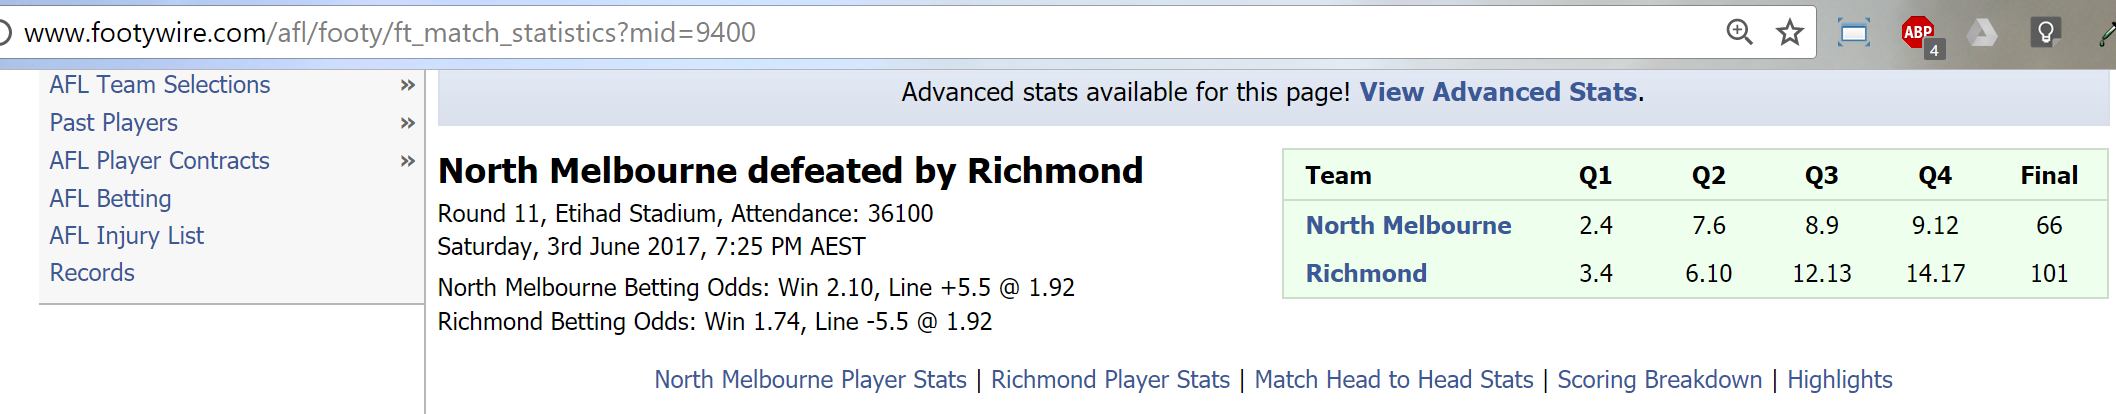 www.footywire.com/afl/footy/ft_match_statistics?mid=9400
ABP
4
AFL Team Selections »
Past Players »
AFL Player Contracts »
AFL Betting
AFL Injury List
Records
Advanced stats available for this page! View Advanced Stats.
North Melbourne defeated by Richmond
Round 11, Etihad Stadium, Attendance: 36100
Saturday, 3rd June 2017, 7:25 PM AEST
North Melbourne Betting Odds: Win 2.10, Line +5.5 @ 1.92
Richmond Betting Odds: Win 1.74, Line -5.5 @ 1.92
Team Q1 Q2 Q3 Q4 Final
North Melbourne 2.4 7.6 8.9 9.12 66
Richmond 3.4 6.10 12.13 14.17 101
North Melbourne Player Stats | Richmond Player Stats | Match Head to Head Stats | Scoring Breakdown | Highlights